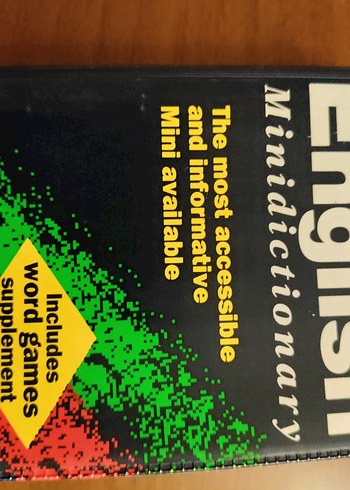 English
Minidictionary
The most accessible
and informative
Mini available
Includes
word games
supplement